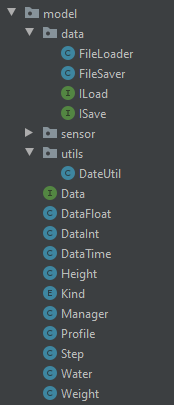 model
data
C FileLoader
C FileSaver
I ILoad
I ISave
sensor
utils
C DateUtil
I Data
C DataFloat
C DataInt
C DataTime
C Height
E Kind
C Manager
C Profile
C Step
C Water
C Weight